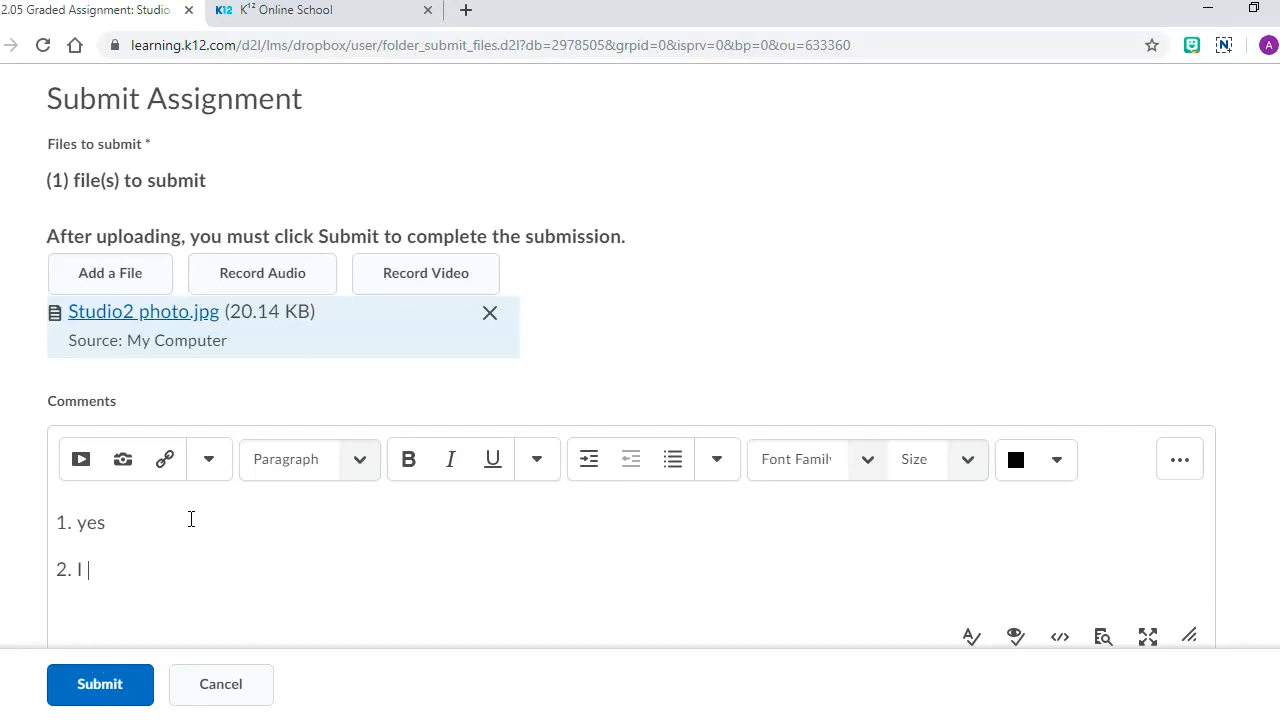 2.05 Graded Assignment: Studio
K12 K12 Online School
learning.k12.com/d2l/lms/dropbox/user/folder_submit_files.d2l?db=2978505&grpid=0&isprv=0&bp=0&ou=633360
N
A
Submit Assignment
Files to submit *
(1) file(s) to submit
After uploading, you must click Submit to complete the submission.
Add a File Record Audio Record Video
Studio2 photo.jpg (20.14 KB)
Source: My Computer
Comments
Paragraph B I U Font Famil Size
1. yes
2. I
Submit Cancel